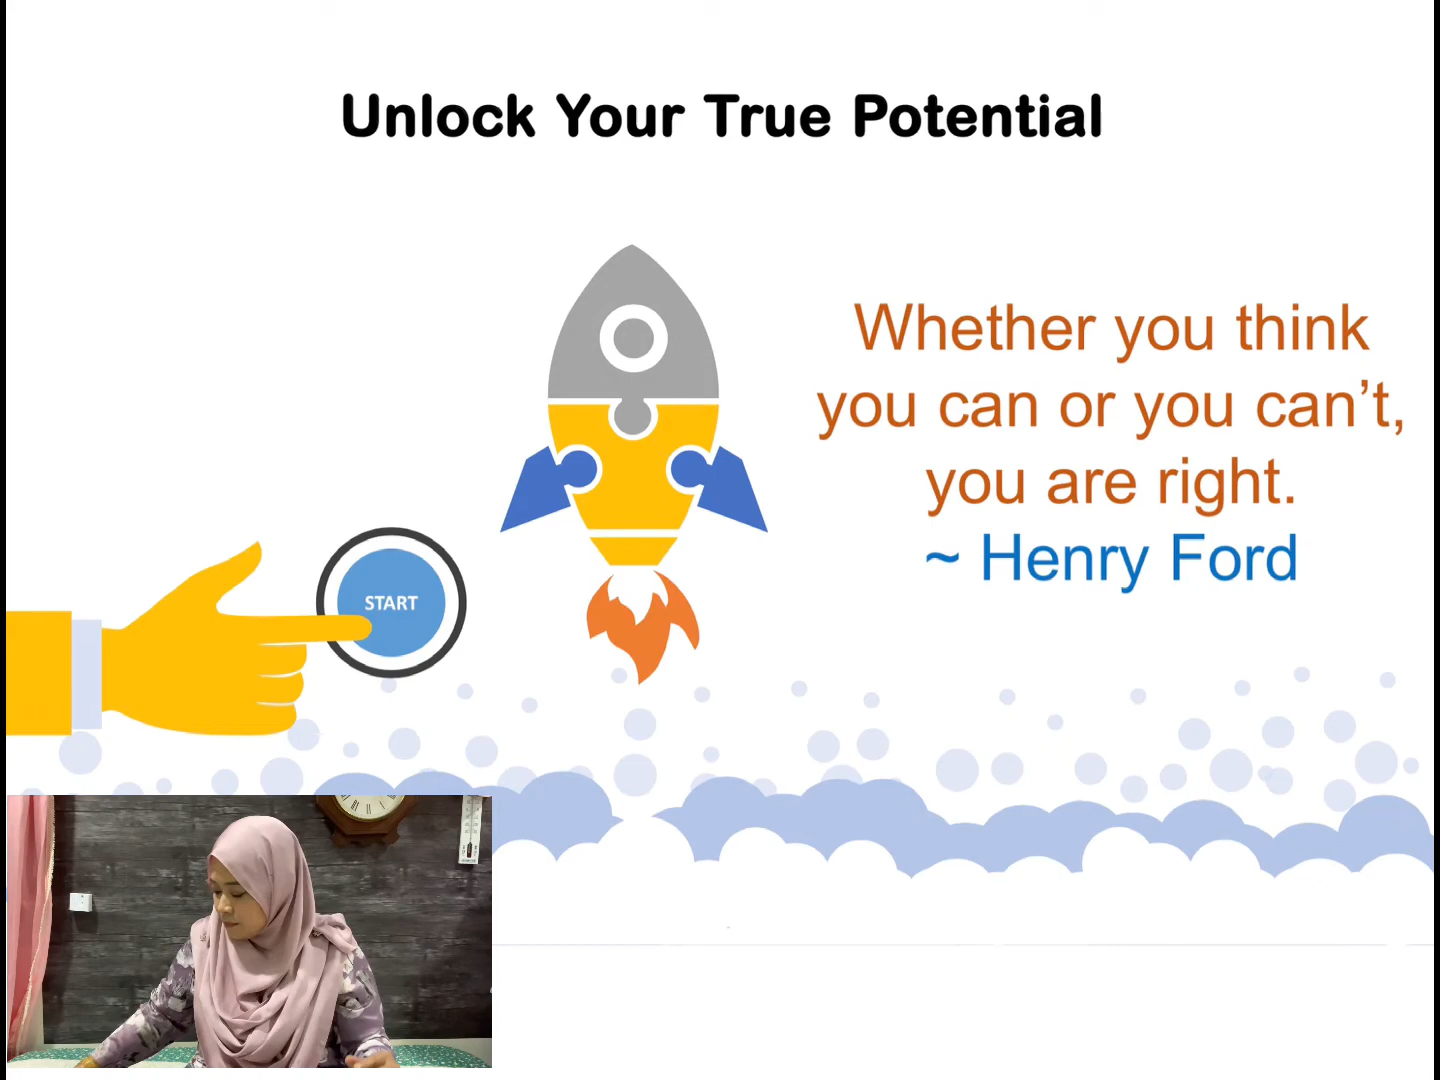 Unlock Your True Potential
Whether you think
you can or you can’t,
you are right.
~ Henry Ford
START